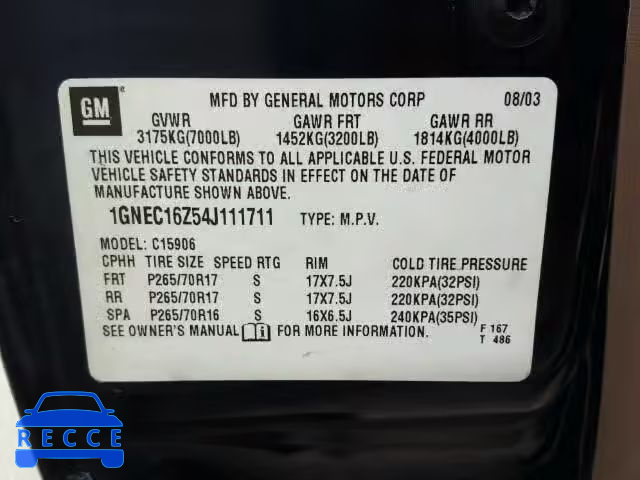 GM
MFD BY GENERAL MOTORS CORP 08/03
GVWR GAWR FRT GAWR RR
3175KG(7000LB) 1452KG(3200LB) 1814KG(4000LB)
THIS VEHICLE CONFORMS TO ALL APPLICABLE U.S. FEDERAL MOTOR
VEHICLE SAFETY STANDARDS IN EFFECT ON THE DATE OF
MANUFACTURE SHOWN ABOVE.
1GNEC16Z54J111711 TYPE: M.P.V.
MODEL: C15906
CPHH TIRE SIZE SPEED RTG RIM COLD TIRE PRESSURE
FRT P265/70R17 S 17X7.5J 220KPA(32PSI)
RR P265/70R17 S 17X7.5J 220KPA(32PSI)
SPA P265/70R16 S 16X6.5J 240KPA(35PSI)
SEE OWNER'S MANUAL FOR MORE INFORMATION. F 167
T 486
RECCE